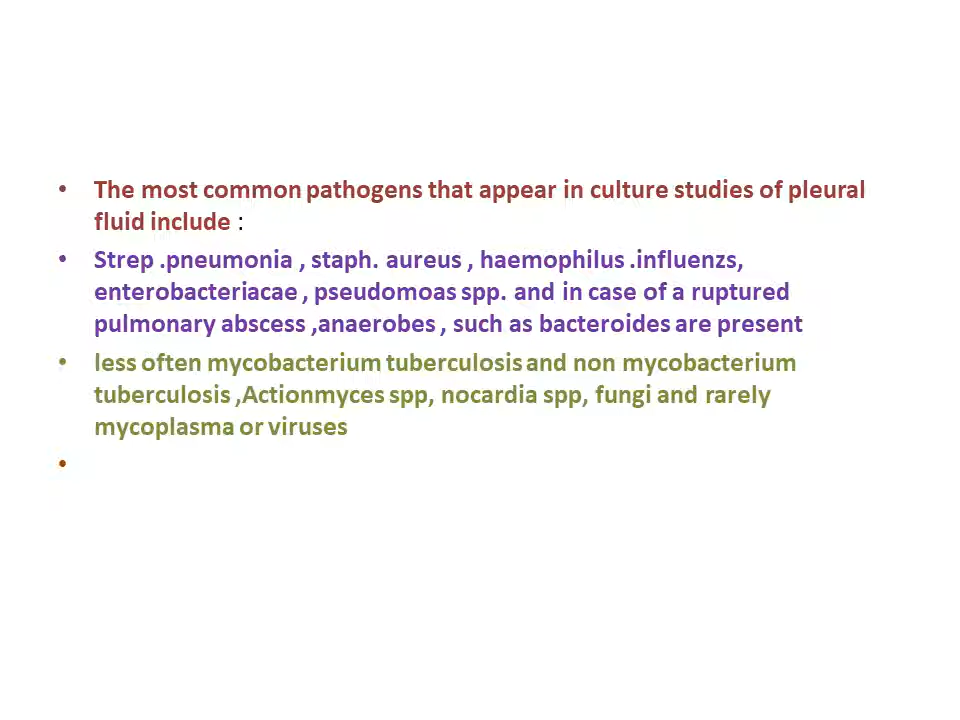 • The most common pathogens that appear in culture studies of pleural
fluid include :
• Strep .pneumonia , staph. aureus , haemophilus .influenzs,
enterobacteriacae , pseudomoas spp. and in case of a ruptured
pulmonary abscess ,anaerobes , such as bacteroides are present
• less often mycobacterium tuberculosis and non mycobacterium
tuberculosis ,Actionmyces spp, nocardia spp, fungi and rarely
mycoplasma or viruses
•